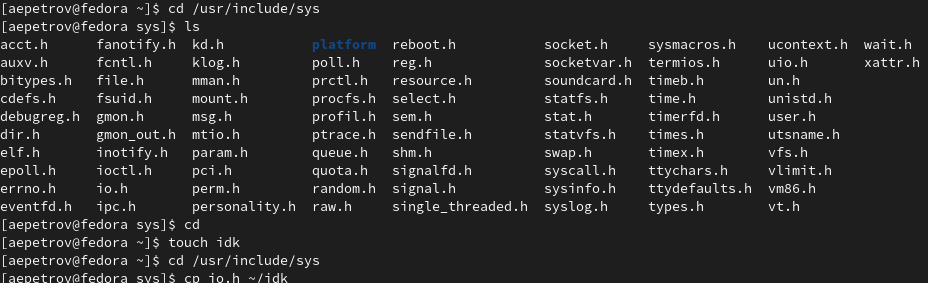 [aepetrov@fedora ~]$ cd /usr/include/sys
[aepetrov@fedora sys]$ ls
acct.h      fanotify.h  kd.h           platform  reboot.h           socket.h     sysmacros.h    ucontext.h  wait.h
auxv.h      fcntl.h     klog.h         poll.h    reg.h              socketvar.h  termios.h      uio.h       xattr.h
bitypes.h   file.h      mman.h         prctl.h   resource.h         soundcard.h  timeb.h        un.h
cdefs.h     fsuid.h     mount.h        procfs.h  select.h           statfs.h     time.h         unistd.h
debugreg.h  gmon.h      msg.h          profil.h  sem.h              stat.h       timerfd.h      user.h
dir.h       gmon_out.h  mtio.h         ptrace.h  sendfile.h         statvfs.h    times.h        utsname.h
elf.h       inotify.h   param.h        queue.h   shm.h              swap.h       timex.h        vfs.h
epoll.h     ioctl.h     pci.h          quota.h   signalfd.h         syscall.h    ttychars.h     vlimit.h
errno.h     io.h        perm.h         random.h  signal.h           sysinfo.h    ttydefaults.h  vm86.h
eventfd.h   ipc.h       personality.h  raw.h     single_threaded.h  syslog.h     types.h        vt.h
[aepetrov@fedora sys]$ cd
[aepetrov@fedora ~]$ touch idk
[aepetrov@fedora ~]$ cd /usr/include/sys
[aepetrov@fedora sys]$ cp io.h ~/idk